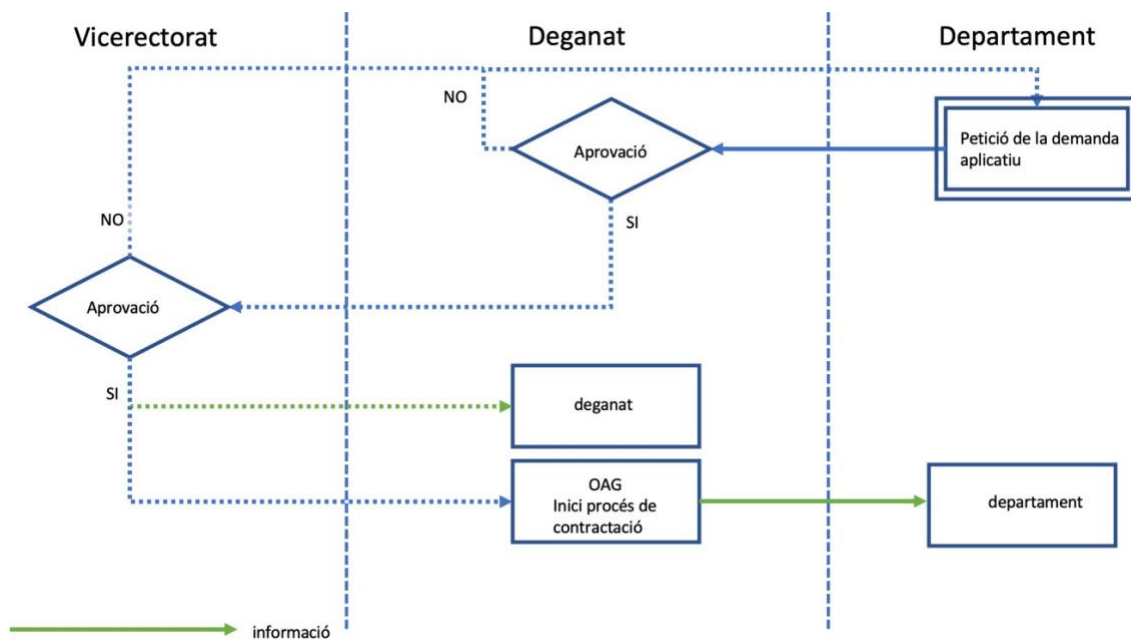 Vicerectorat
Deganat
Departament
NO
Aprovació
Petició de la demanda
aplicatiu
NO
SI
Aprovació
SI
deganat
OAG
Inici procés de
contractació
departament
informació